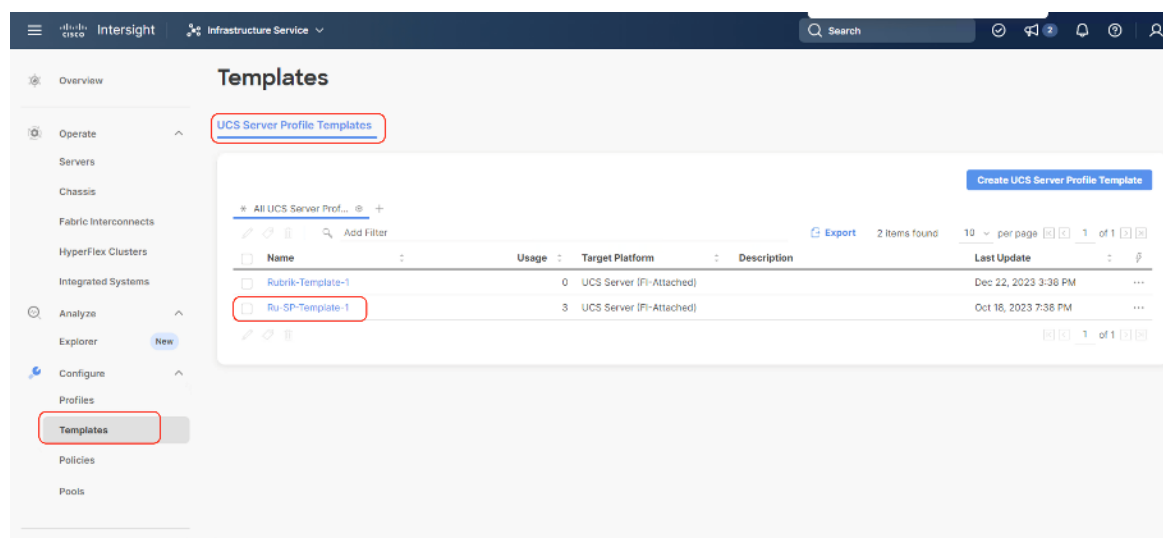 cisco Intersight Infrastructure Service Search 2
Templates
Overview
UCS Server Profile Templates
Operate
Servers
Create UCS Server Profile Template
Chassis
All UCS Server Prof... +
Fabric Interconnects
Add Filter Export 2 items found 10 per page 1 of 1
HyperFlex Clusters
Name Usage Target Platform Description Last Update
Integrated Systems
Rubrik-Template-1 0 UCS Server (FI-Attached) Dec 22, 2023 3:38 PM ...
Analyze
Ru-SP-Template-1 3 UCS Server (FI-Attached) Oct 18, 2023 7:38 PM ...
Explorer New
1 of 1
Configure
Profiles
Templates
Policies
Pools